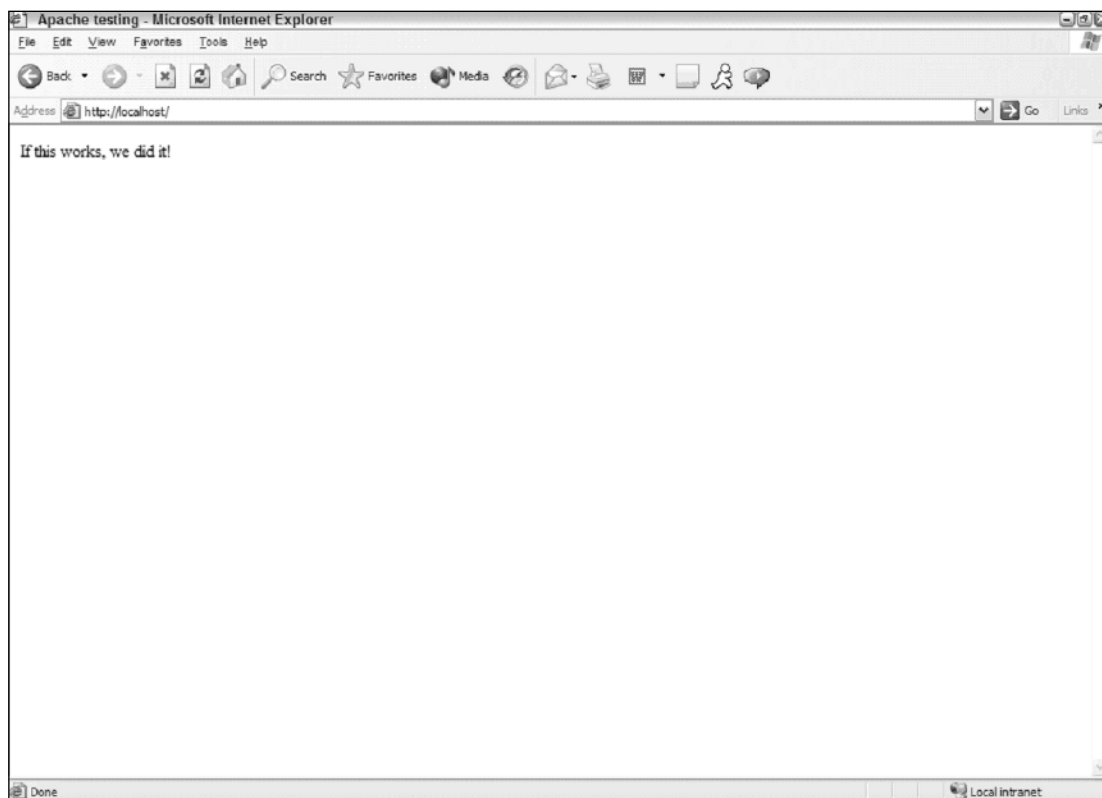 Apache testing - Microsoft Internet Explorer
File Edit View Favorites Tools Help
Back Search Favorites Media
Address http://localhost/ Go Links
If this works, we did it!
Done Local intranet